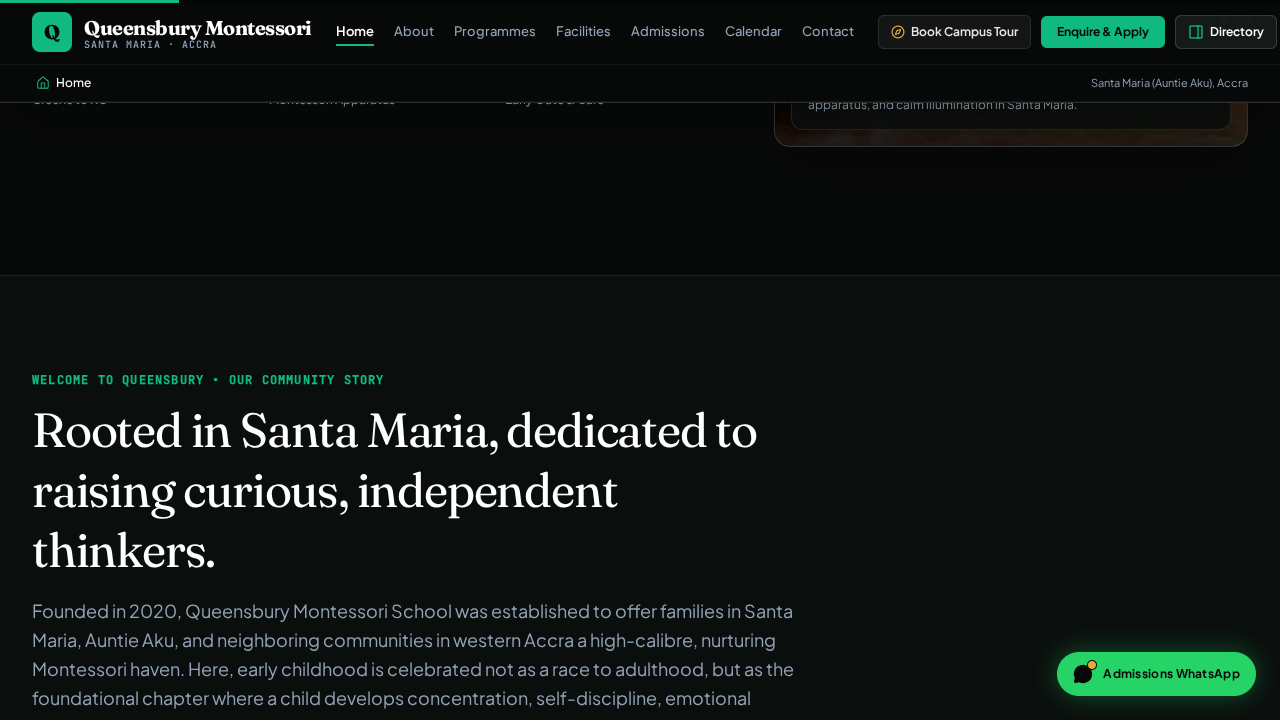 Q
Queensbury Montessori
SANTA MARIA · ACCRA
Home
About
Programmes
Facilities
Admissions
Calendar
Contact
Book Campus Tour
Enquire & Apply
Directory
Home
Santa Maria (Auntie Aku), Accra
apparatus, and calm illumination in Santa Maria.
WELCOME TO QUEENSBURY • OUR COMMUNITY STORY
Rooted in Santa Maria, dedicated to
raising curious, independent
thinkers.
Founded in 2020, Queensbury Montessori School was established to offer families in Santa
Maria, Auntie Aku, and neighboring communities in western Accra a high-calibre, nurturing
Montessori haven. Here, early childhood is celebrated not as a race to adulthood, but as the
foundational chapter where a child develops concentration, self-discipline, emotional
Admissions WhatsApp